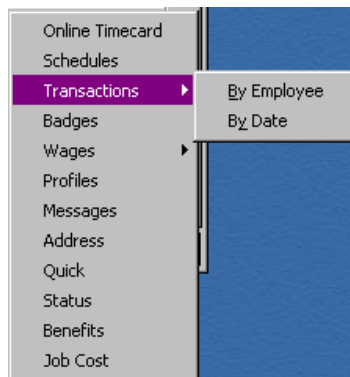 Online Timecard
Schedules
Transactions
By Employee
By Date
Badges
Wages
Profiles
Messages
Address
Quick
Status
Benefits
Job Cost